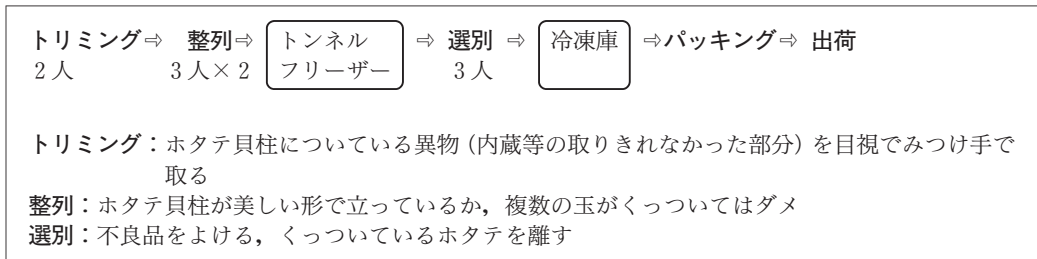 トリミング⇨ 整列⇨ トンネルフリーザー ⇨ 選別 ⇨ 冷凍庫 ⇨パッキング⇨ 出荷
2人 3人×2 3人
トリミング：ホタテ貝柱についている異物（内蔵等の取りきれなかった部分）を目視でみつけ手で
取る
整列：ホタテ貝柱が美しい形で立っているか，複数の玉がくっついてはダメ
選別：不良品をよける，くっついているホタテを離す